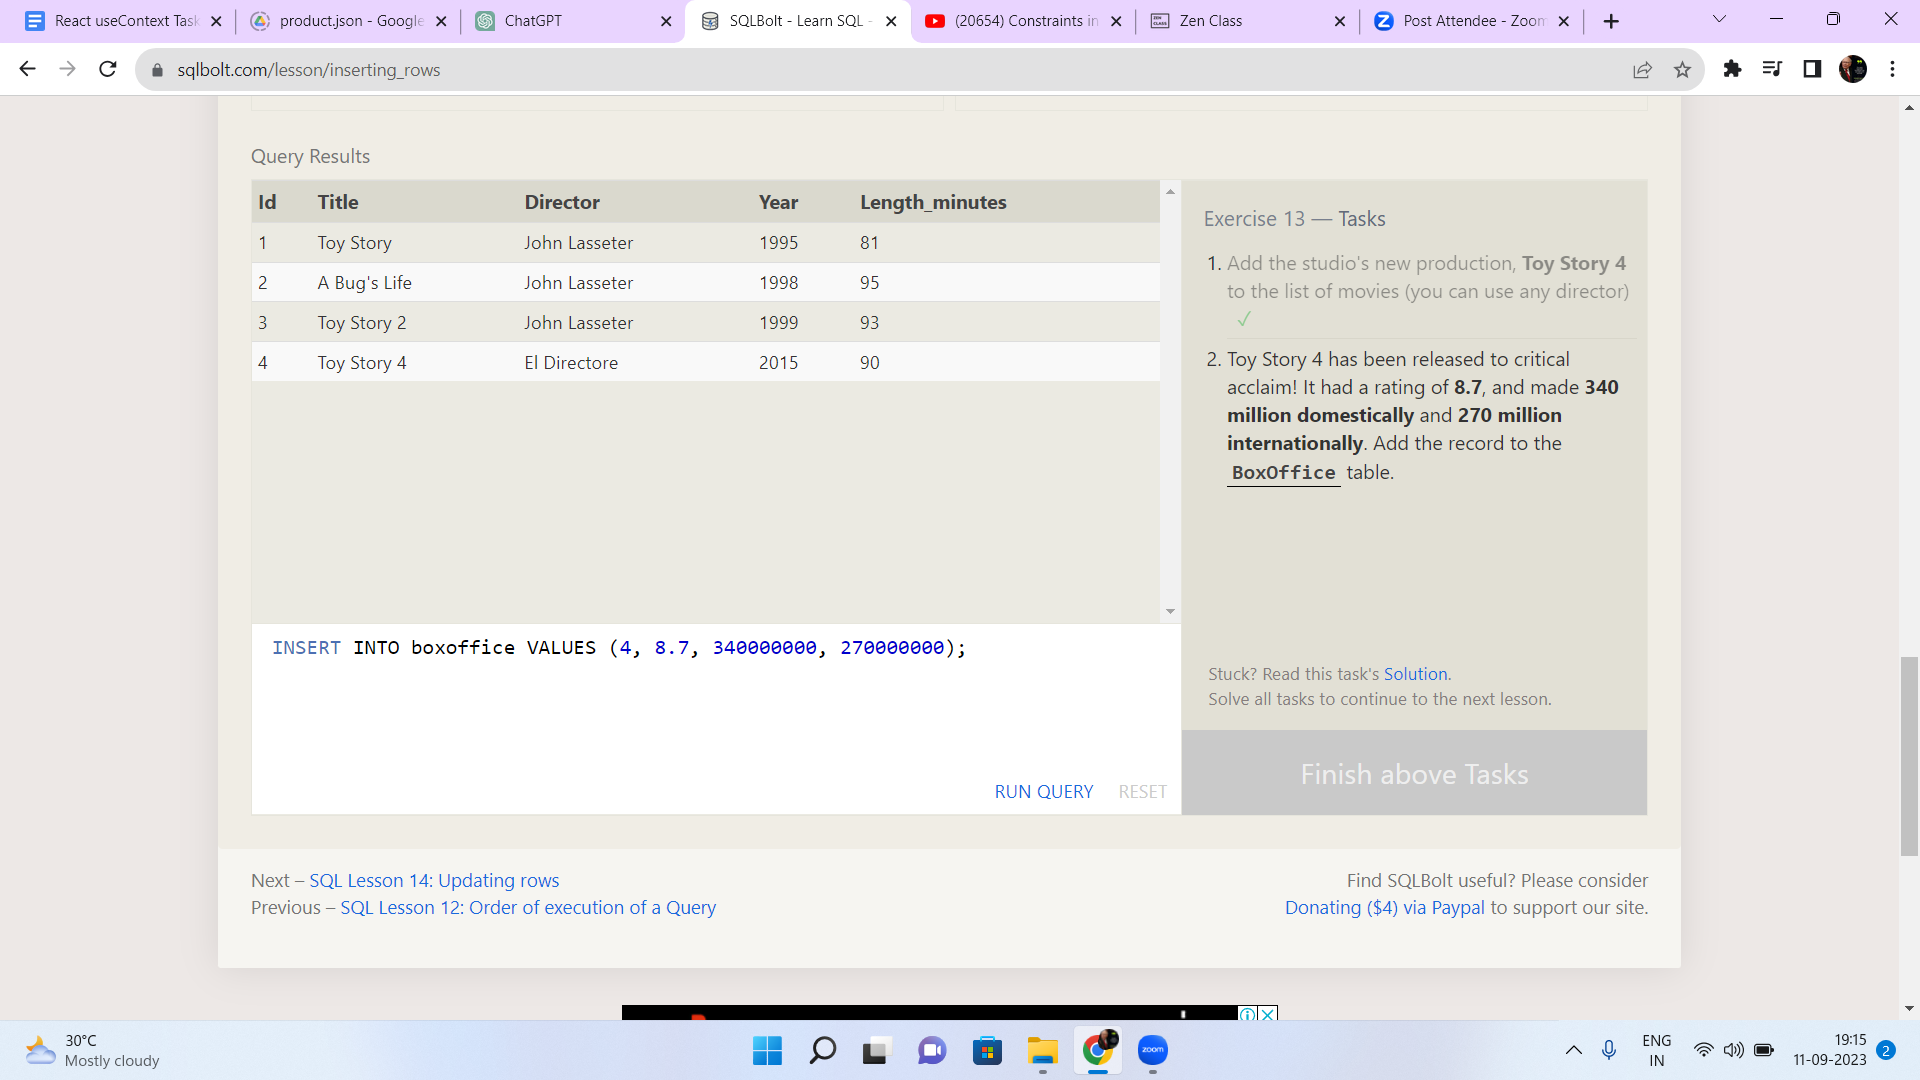 React useContext Task
product.json - Google
ChatGPT
SQLBolt - Learn SQL -
(20654) Constraints in
Zen Class
Post Attendee - Zoom
sqlbolt.com/lesson/inserting_rows
Query Results
Id Title Director Year Length_minutes
1 Toy Story John Lasseter 1995 81
2 A Bug's Life John Lasseter 1998 95
3 Toy Story 2 John Lasseter 1999 93
4 Toy Story 4 El Directore 2015 90
INSERT INTO boxoffice VALUES (4, 8.7, 340000000, 270000000);
RUN QUERY RESET
Exercise 13 — Tasks
1. Add the studio's new production, Toy Story 4
to the list of movies (you can use any director)
✓
2. Toy Story 4 has been released to critical
acclaim! It had a rating of 8.7, and made 340
million domestically and 270 million
internationally. Add the record to the
BoxOffice table.
Stuck? Read this task's Solution.
Solve all tasks to continue to the next lesson.
Finish above Tasks
Next – SQL Lesson 14: Updating rows
Previous – SQL Lesson 12: Order of execution of a Query
Find SQLBolt useful? Please consider
Donating ($4) via Paypal to support our site.
30°C
Mostly cloudy
zoom
ENG
IN
19:15
11-09-2023
2